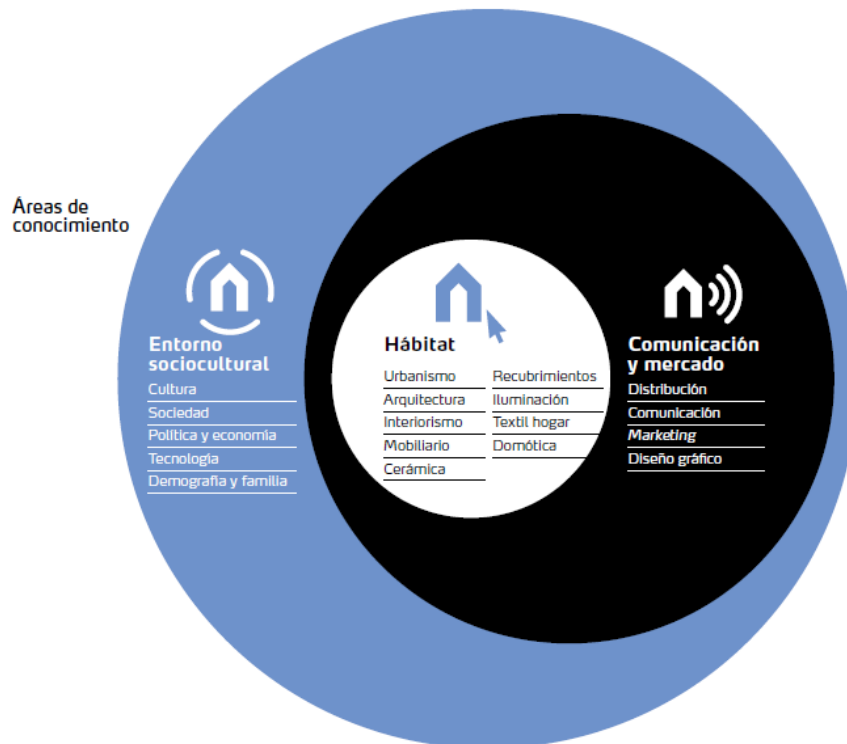 Áreas de
conocimiento
Entorno
sociocultural
Cultura
Sociedad
Política y economía
Tecnología
Demografía y familia
Hábitat
Urbanismo
Arquitectura
Interiorismo
Mobiliario
Cerámica
Recubrimientos
Iluminación
Textil hogar
Domótica
Comunicación
y mercado
Distribución
Comunicación
Marketing
Diseño gráfico